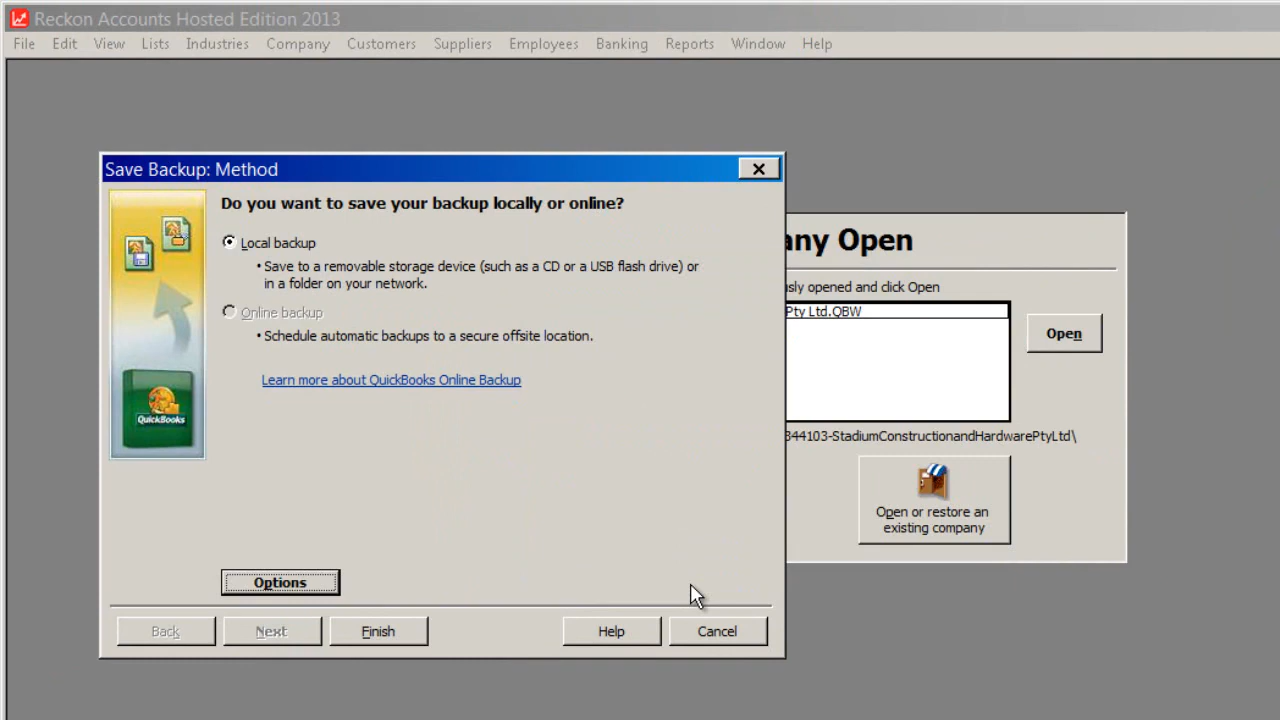 Reckon Accounts Hosted Edition 2013
File Edit View Lists Industries Company Customers Suppliers Employees Banking Reports Window Help
Save Backup: Method
Do you want to save your backup locally or online?
Local backup
•Save to a removable storage device (such as a CD or a USB flash drive) or
in a folder on your network.
Online backup
•Schedule automatic backups to a secure offsite location.
Learn more about QuickBooks Online Backup
QuickBooks
Options
Back Next Finish Help Cancel
any Open
usly opened and click Open
Pty Ltd.QBW
Open
344103-StadiumConstructionandHardwarePtyLtd\
Open or restore an
existing company